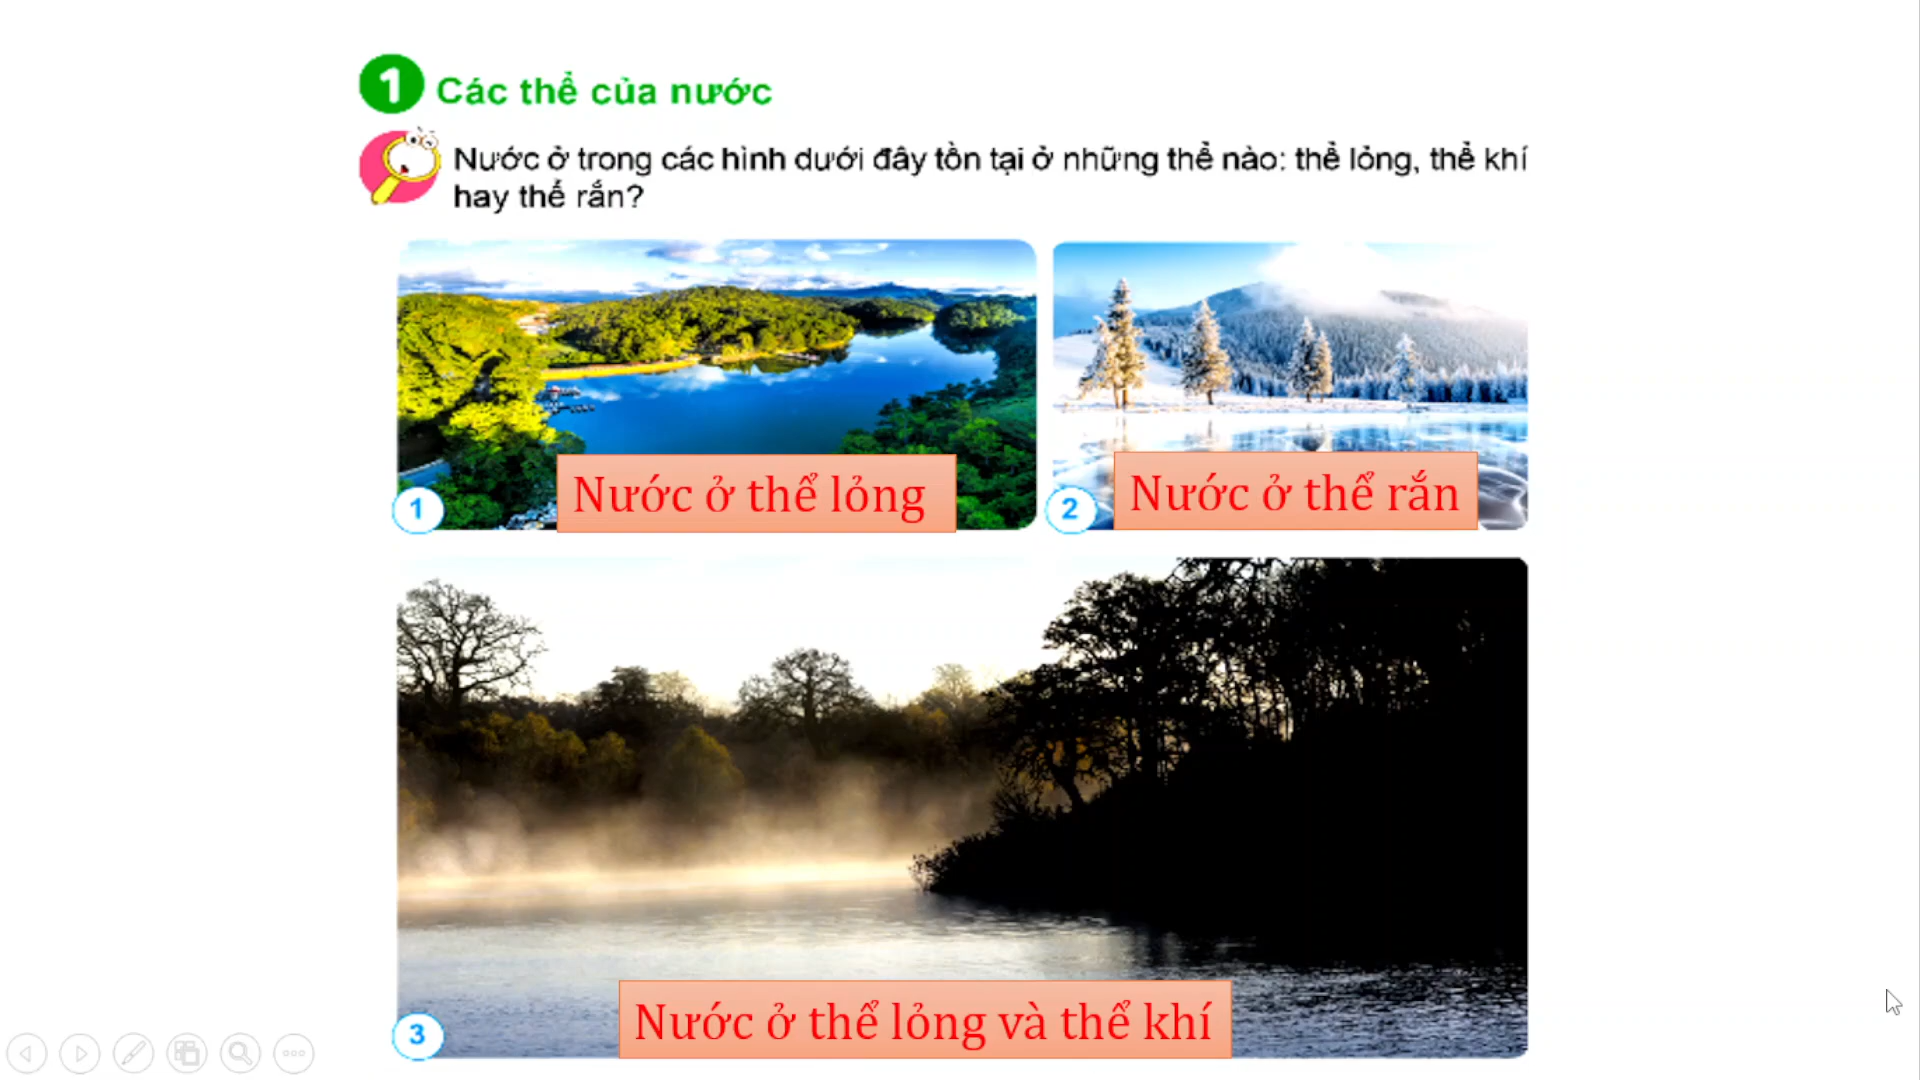 1 Các thể của nước
Nước ở trong các hình dưới đây tồn tại ở những thể nào: thể lỏng, thể khí
hay thể rắn?
Nước ở thể lỏng
1
Nước ở thể rắn
2
Nước ở thể lỏng và thể khí
3